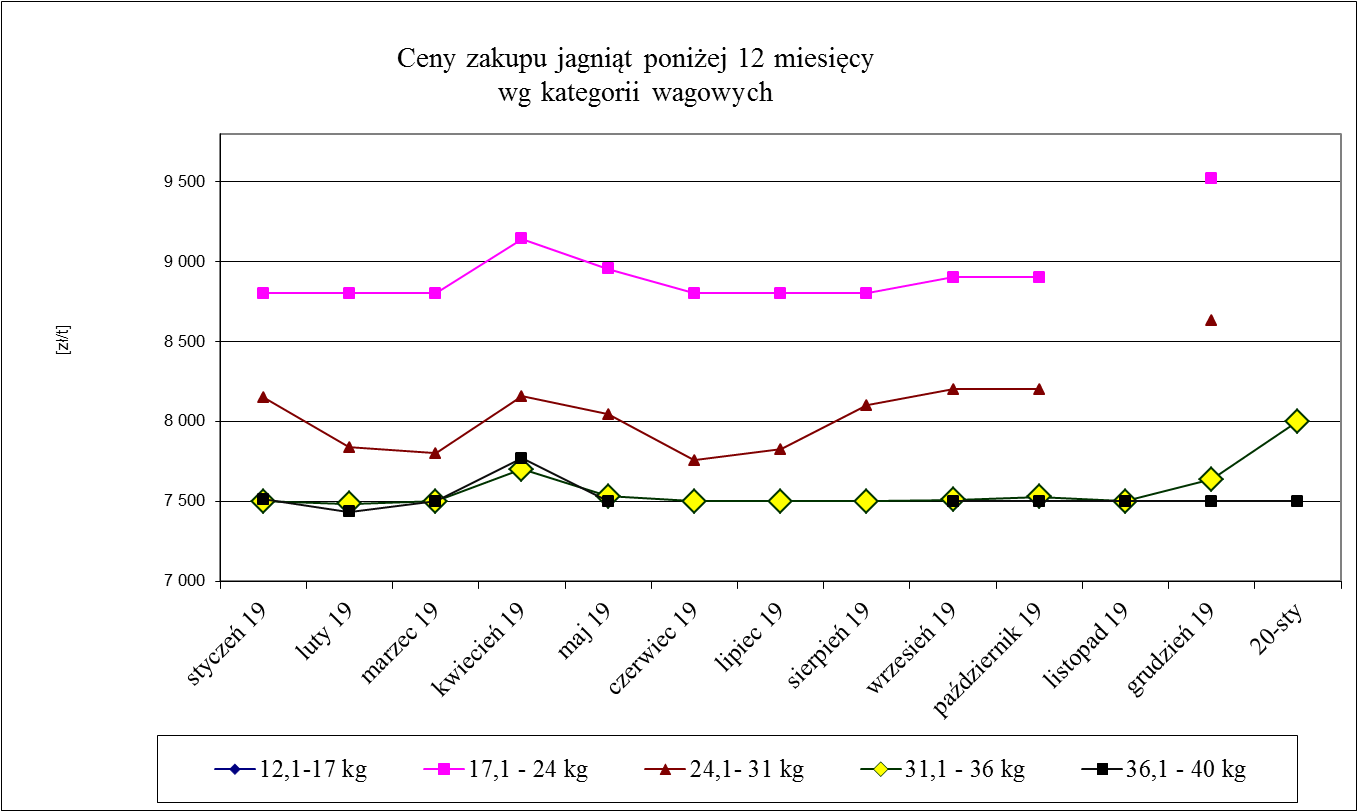 Ceny zakupu jagniąt poniżej 12 miesięcy
wg kategorii wagowych
[zł/t]
9 500
9 000
8 500
8 000
7 500
7 000
styczeń 19
luty 19
marzec 19
kwiecień 19
maj 19
czerwiec 19
lipiec 19
sierpień 19
wrzesień 19
październik 19
listopad 19
grudzień 19
20-sty
12,1-17 kg 17,1 - 24 kg 24,1- 31 kg 31,1 - 36 kg 36,1 - 40 kg